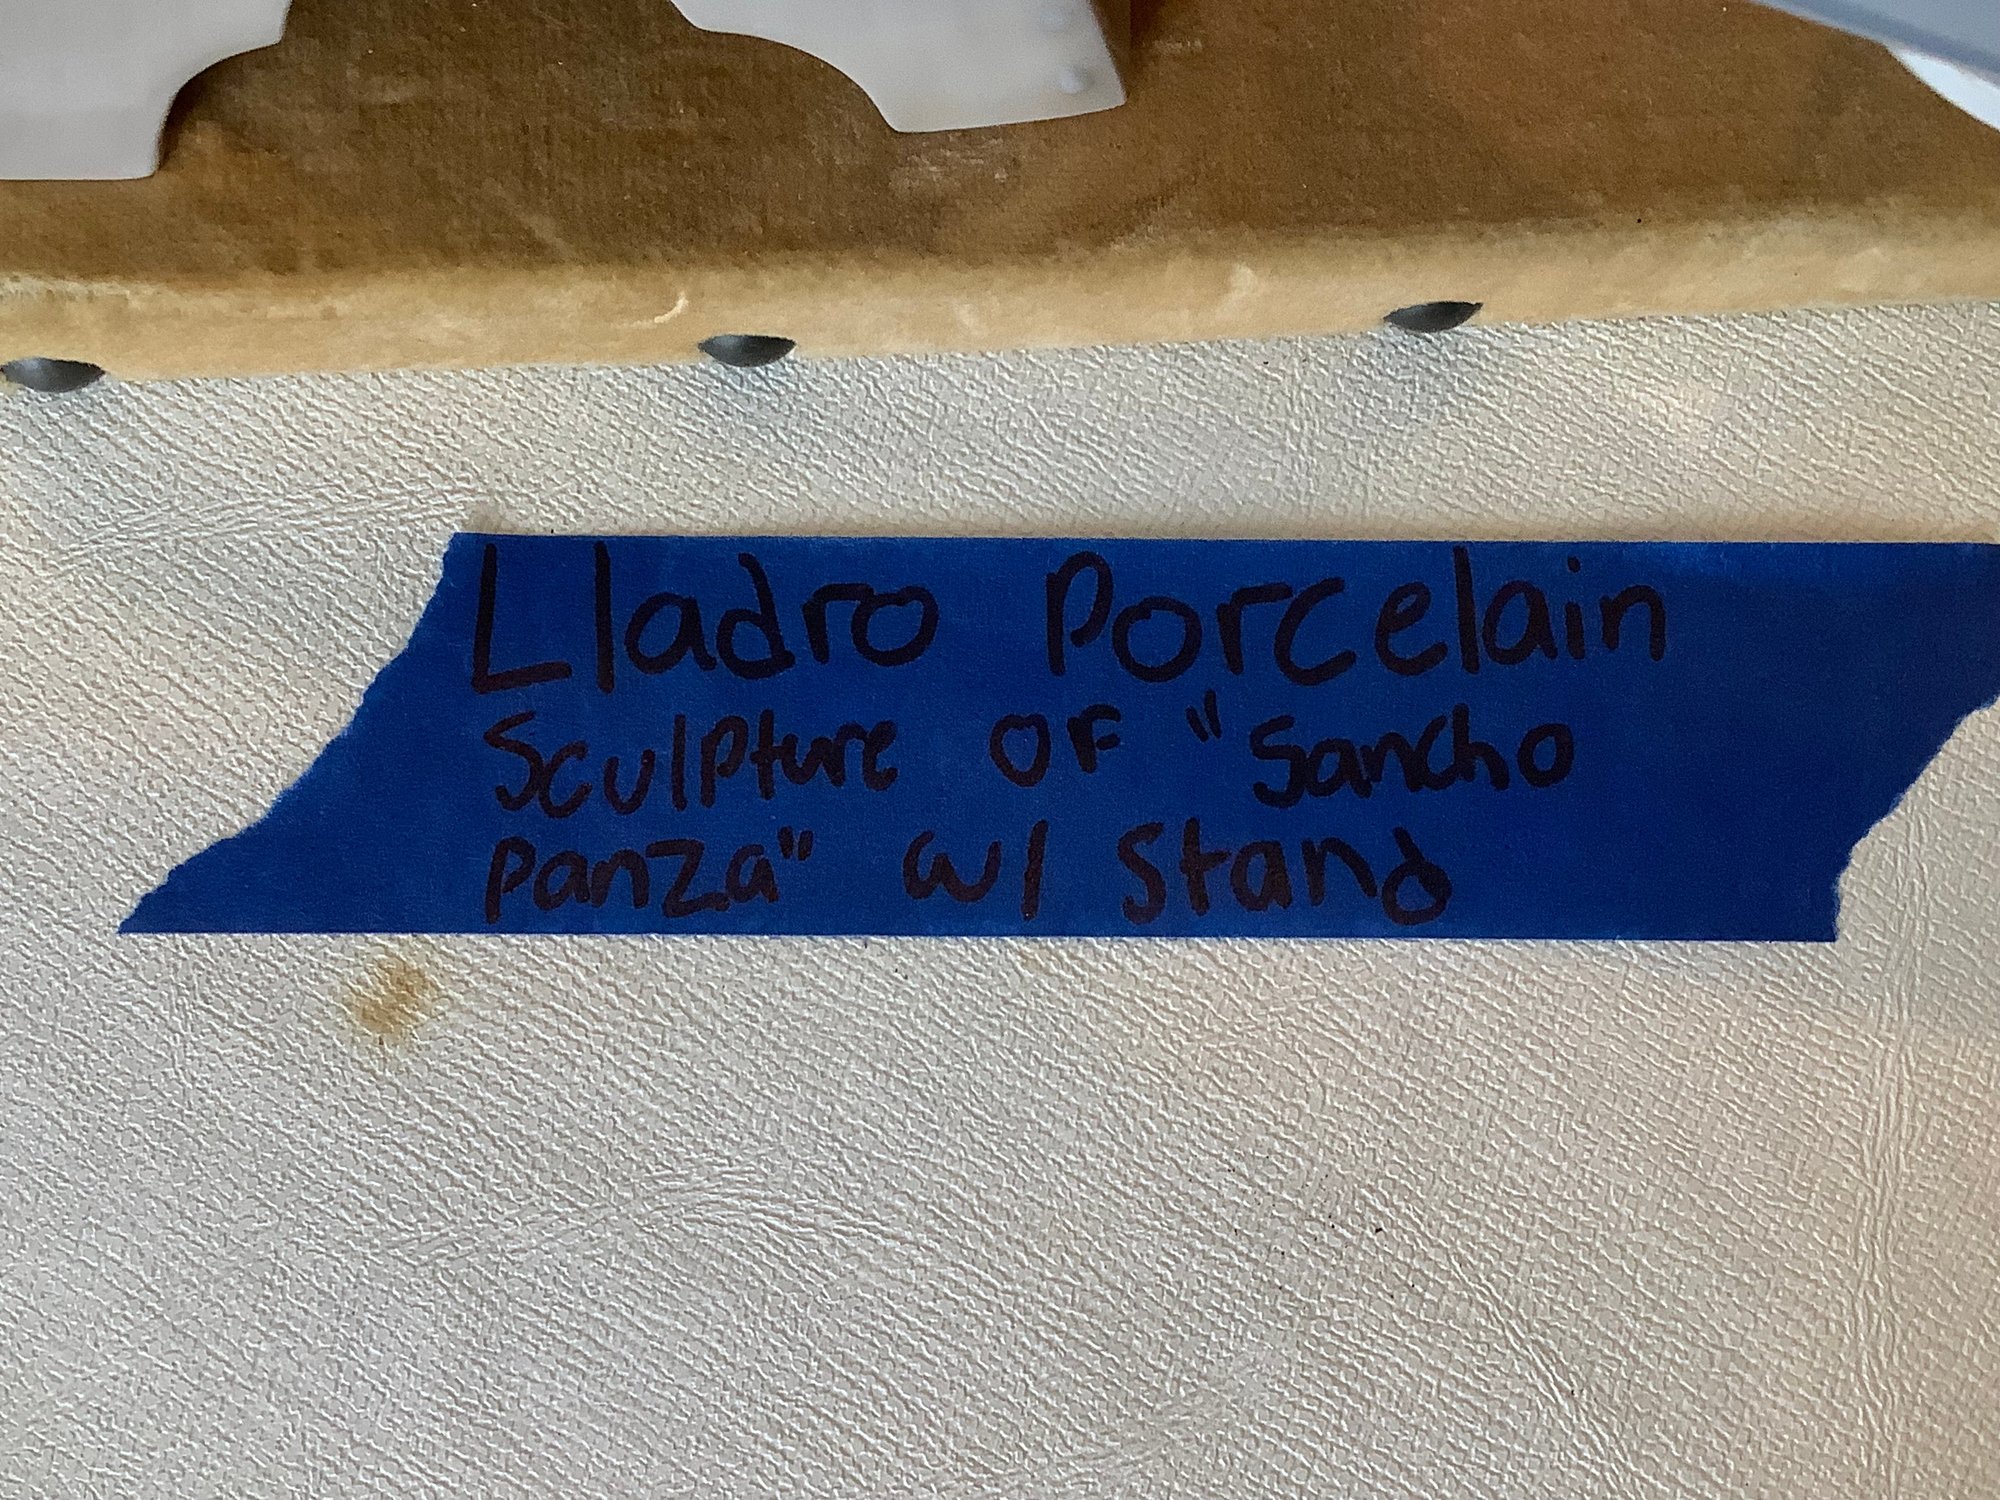 Lladro Porcelain
Sculpture OF "Sancho
Panza" w/ Stand